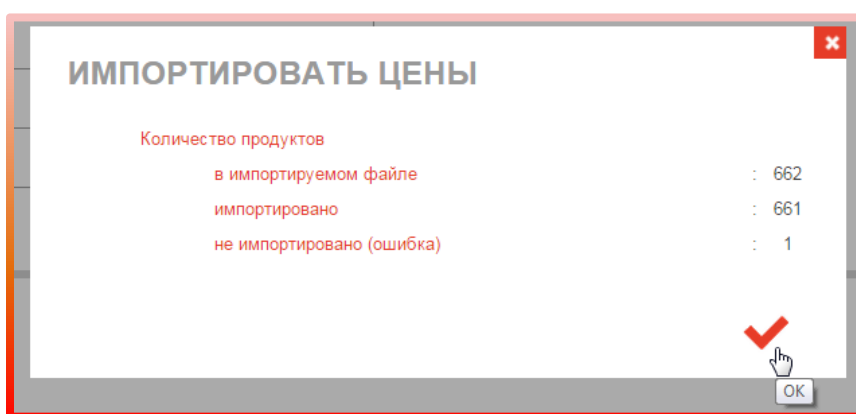 ИМПОРТИРОВАТЬ ЦЕНЫ
Количество продуктов
в импортируемом файле : 662
импортировано : 661
не импортировано (ошибка) : 1
OK